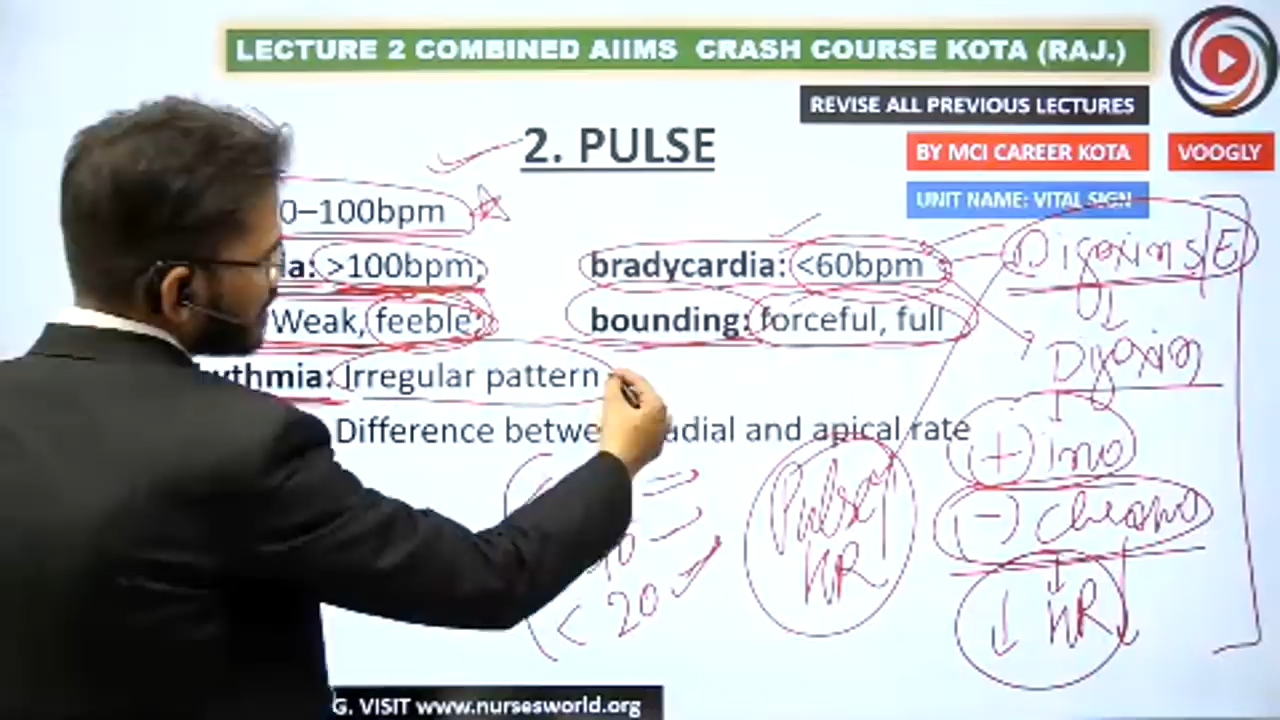 LECTURE 2 COMBINED AIIMS CRASH COURSE KOTA (RAJ.)
REVISE ALL PREVIOUS LECTURES
2. PULSE
BY MCI CAREER KOTA
VOOGLY
UNIT NAME: VITAL SIGN
0–100bpm
Digoxin S/E
la: >100bpm,
bradycardia: <60bpm
Weak, feeble,
bounding: forceful, full
Digoxin
hythmia: Irregular pattern
Difference betwe adial and apical rate
(+) ino
Pulse
HR
(-)
< 20
↓ HR
G. VISIT www.nursesworld.org